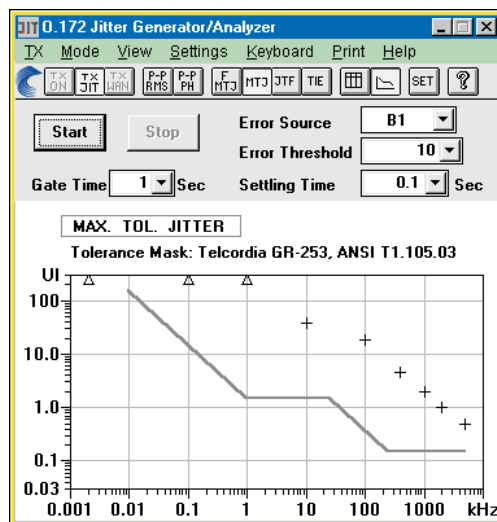 JIT O.172 Jitter Generator/Analyzer
TX Mode View Settings Keyboard Print Help
TX ON TX JIT TX WAN P-P RMS P-P PH F MTJ MTJ JTF TIE SET ?
Start Stop Error Source B1
Error Threshold 10
Gate Time 1 Sec Settling Time 0.1 Sec
MAX. TOL. JITTER
Tolerance Mask: Telcordia GR-253, ANSI T1.105.03
UI
100
10.0
1.0
0.1
0.03
0.001 0.01 0.1 1 10 100 1000 kHz